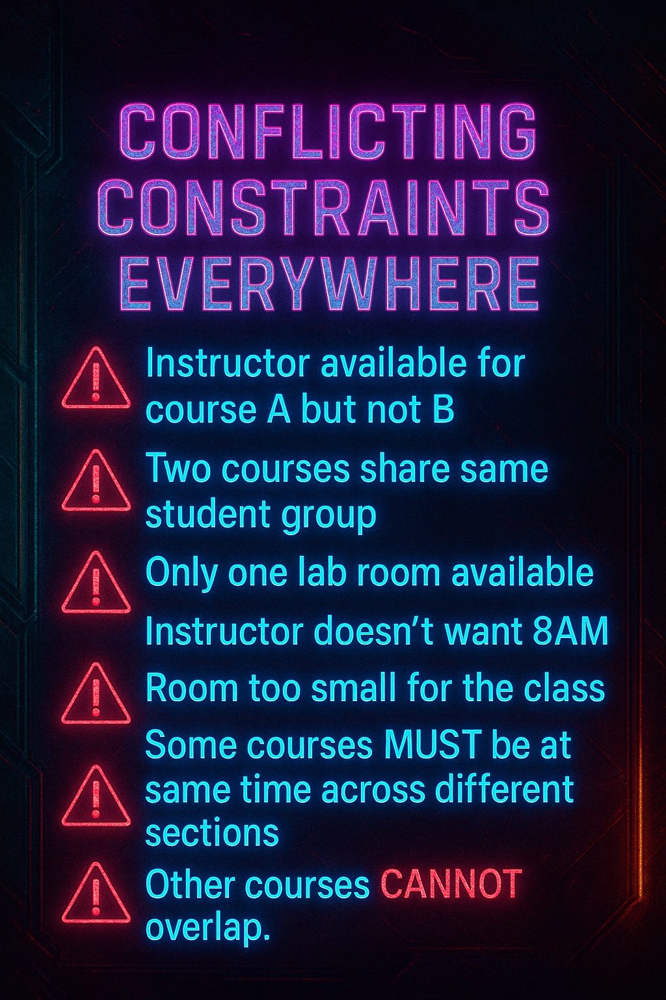 CONFLICTING
CONSTRAINTS
EVERYWHERE
Instructor available for
course A but not B
Two courses share same
student group
Only one lab room available
Instructor doesn’t want 8AM
Room too small for the class
Some courses MUST be at
same time across different
sections
Other courses CANNOT
overlap.